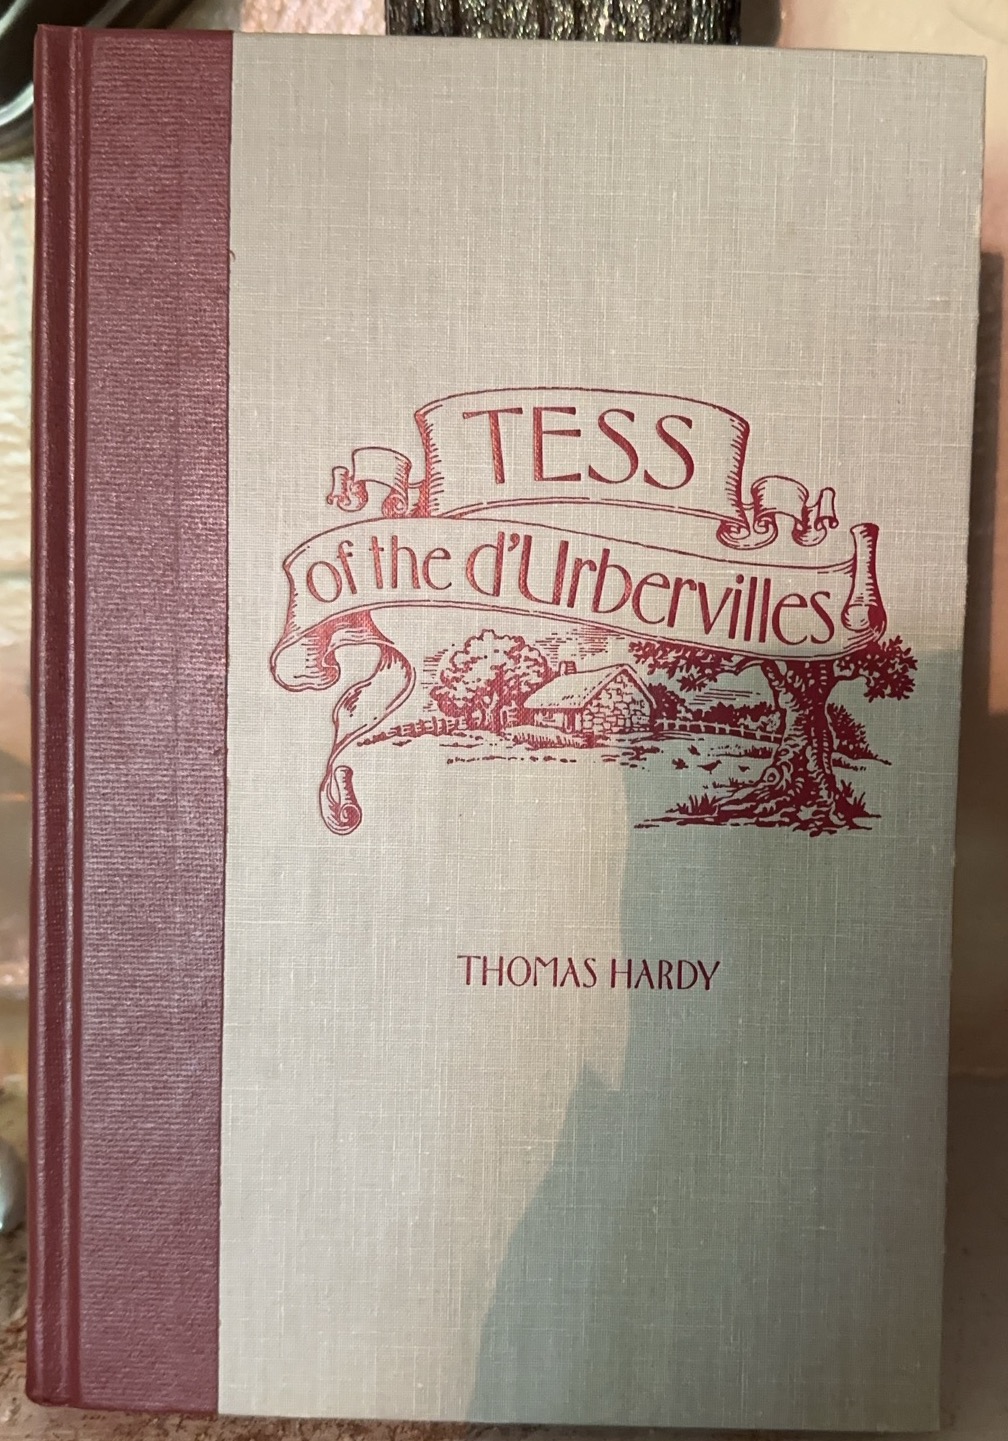 TESS
of the d'Urbervilles
THOMAS HARDY